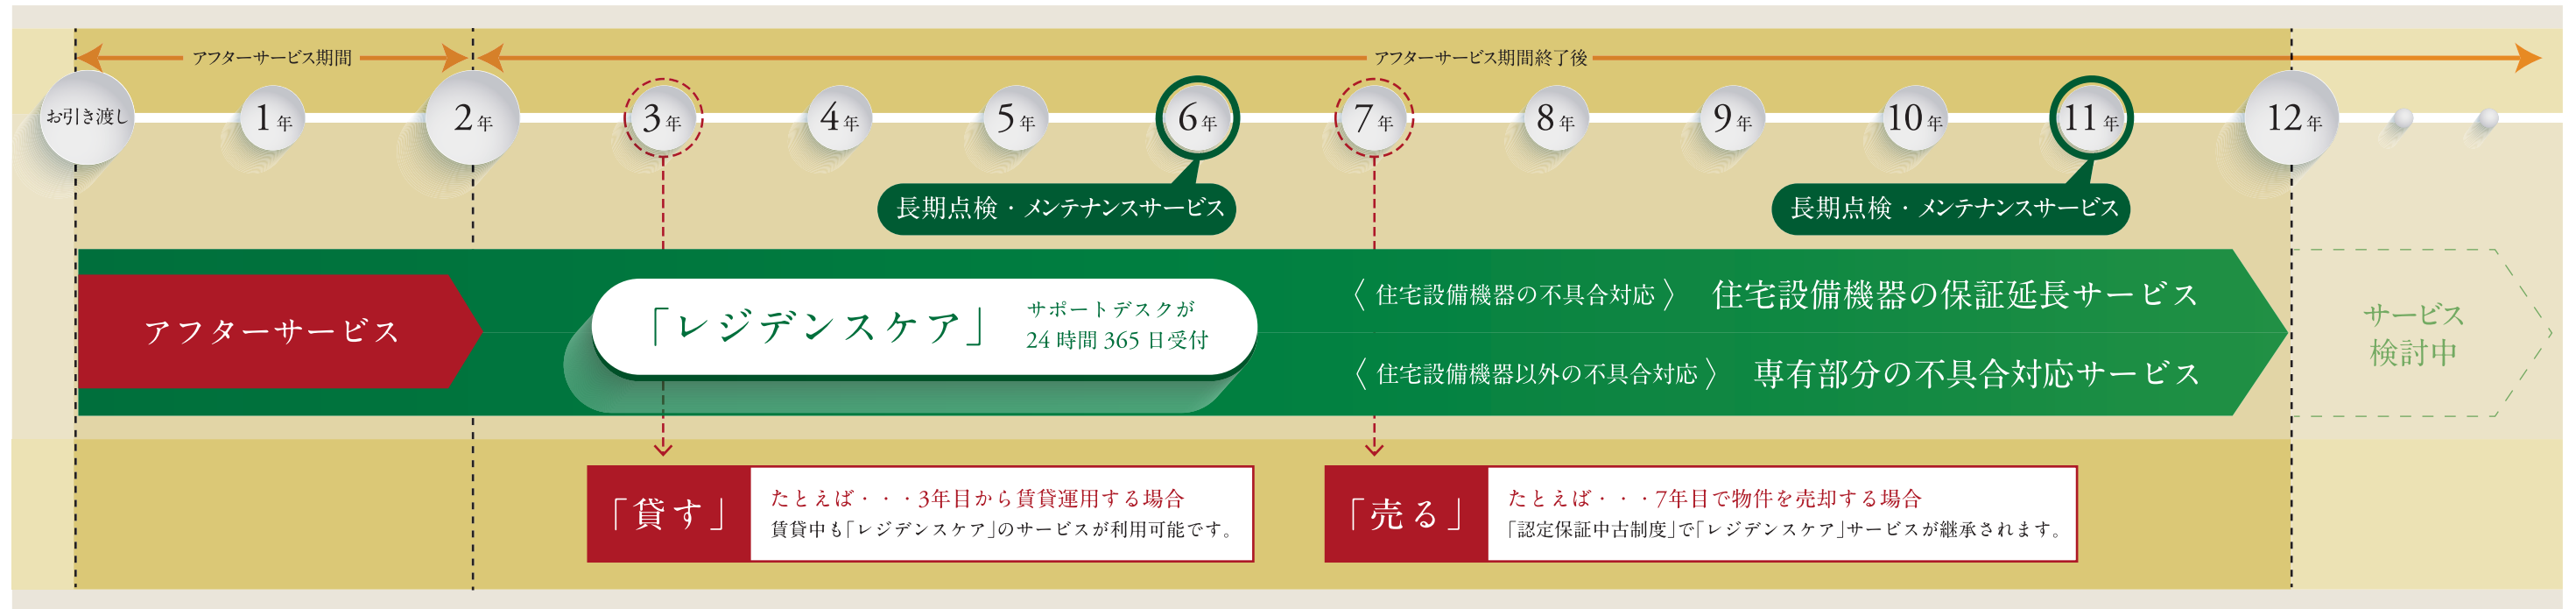 アフターサービス期間
アフターサービス期間終了後
お引き渡し
1年
2年
3年
4年
5年
6年
7年
8年
9年
10年
11年
12年
長期点検・メンテナンスサービス
長期点検・メンテナンスサービス
アフターサービス
「レジデンスケア」
サポートデスクが
24時間365日受付
〈住宅設備機器の不具合対応〉 住宅設備機器の保証延長サービス
〈住宅設備機器以外の不具合対応〉 専有部分の不具合対応サービス
サービス
検討中
「貸す」
たとえば・・・3年目から賃貸運用する場合
賃貸中も「レジデンスケア」のサービスが利用可能です。
「売る」
たとえば・・・7年目で物件を売却する場合
「認定保証中古制度」で「レジデンスケア」サービスが継承されます。